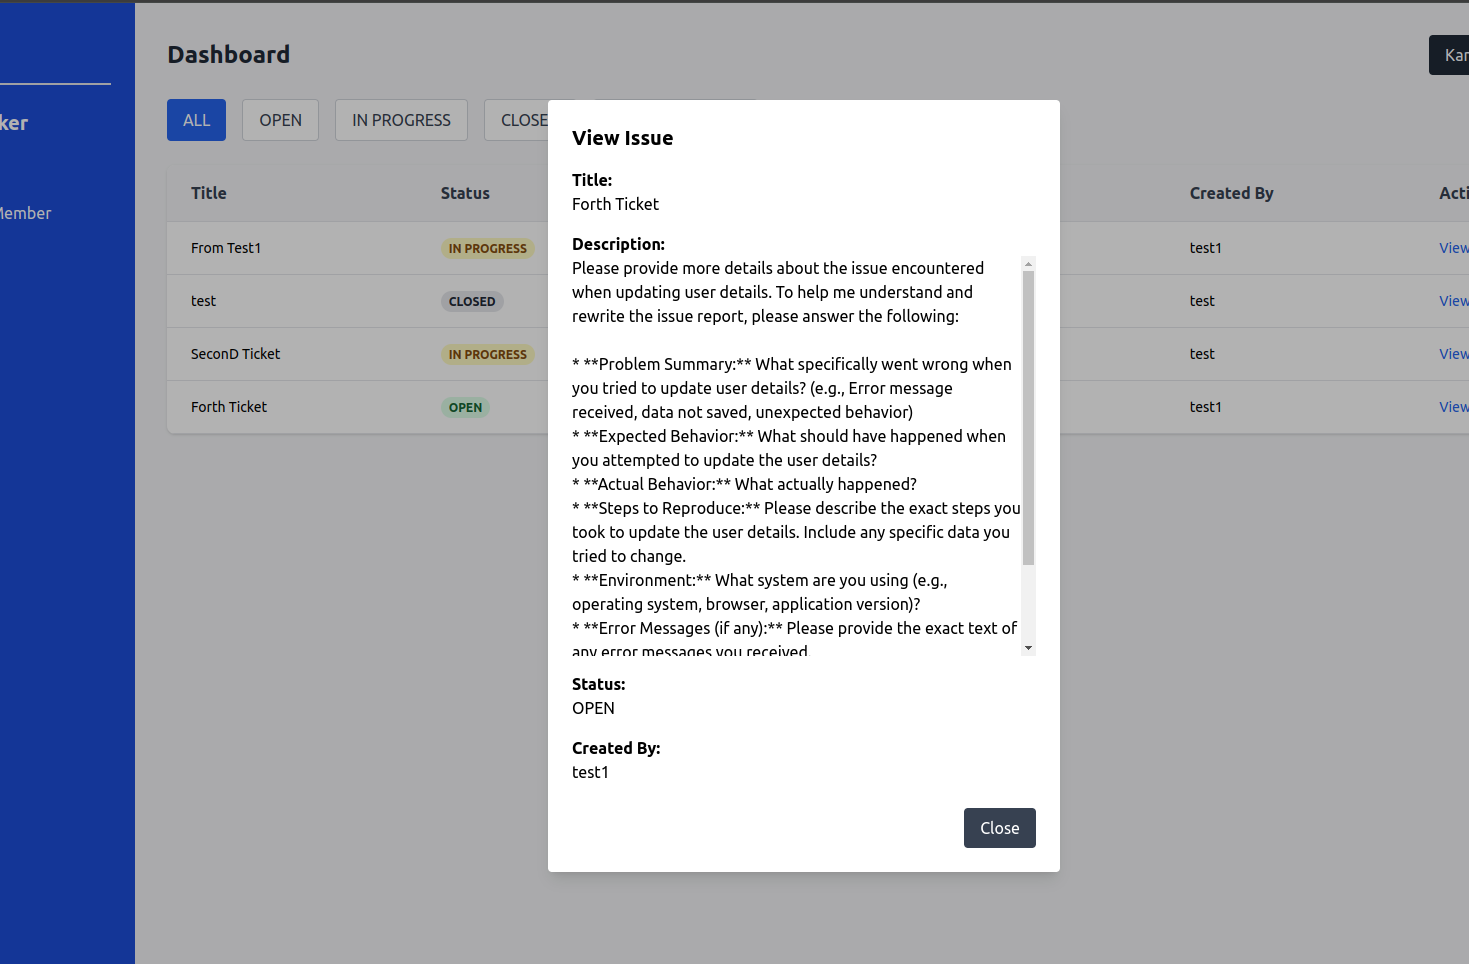 Dashboard
Kar
ker
Member
ALL
OPEN
IN PROGRESS
CLOSE
Title
Status
Created By
Acti
From Test1
IN PROGRESS
test1
View
test
CLOSED
test
View
SeconD Ticket
IN PROGRESS
test
View
Forth Ticket
OPEN
test1
View
View Issue
Title:
Forth Ticket
Description:
Please provide more details about the issue encountered
when updating user details. To help me understand and
rewrite the issue report, please answer the following:
* **Problem Summary:** What specifically went wrong when
you tried to update user details? (e.g., Error message
received, data not saved, unexpected behavior)
* **Expected Behavior:** What should have happened when
you attempted to update the user details?
* **Actual Behavior:** What actually happened?
* **Steps to Reproduce:** Please describe the exact steps you
took to update the user details. Include any specific data you
tried to change.
* **Environment:** What system are you using (e.g.,
operating system, browser, application version)?
* **Error Messages (if any):** Please provide the exact text of
any error messages you received.
Status:
OPEN
Created By:
test1
Close